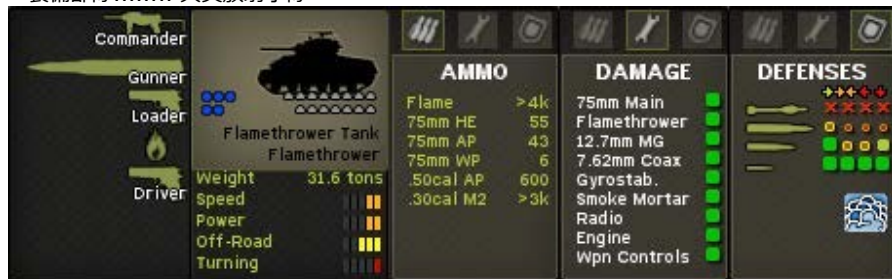 Commander
Gunner
Loader
Driver
Flamethrower Tank
Flamethrower
Weight 31.6 tons
Speed
Power
Off-Road
Turning
AMMO
Flame >4k
75mm HE 55
75mm AP 43
75mm WP 6
.50cal AP 600
.30cal M2 >3k
DAMAGE
75mm Main
Flamethrower
12.7mm MG
7.62mm Coax
Gyrostab.
Smoke Mortar
Radio
Engine
Wpn Controls
DEFENSES